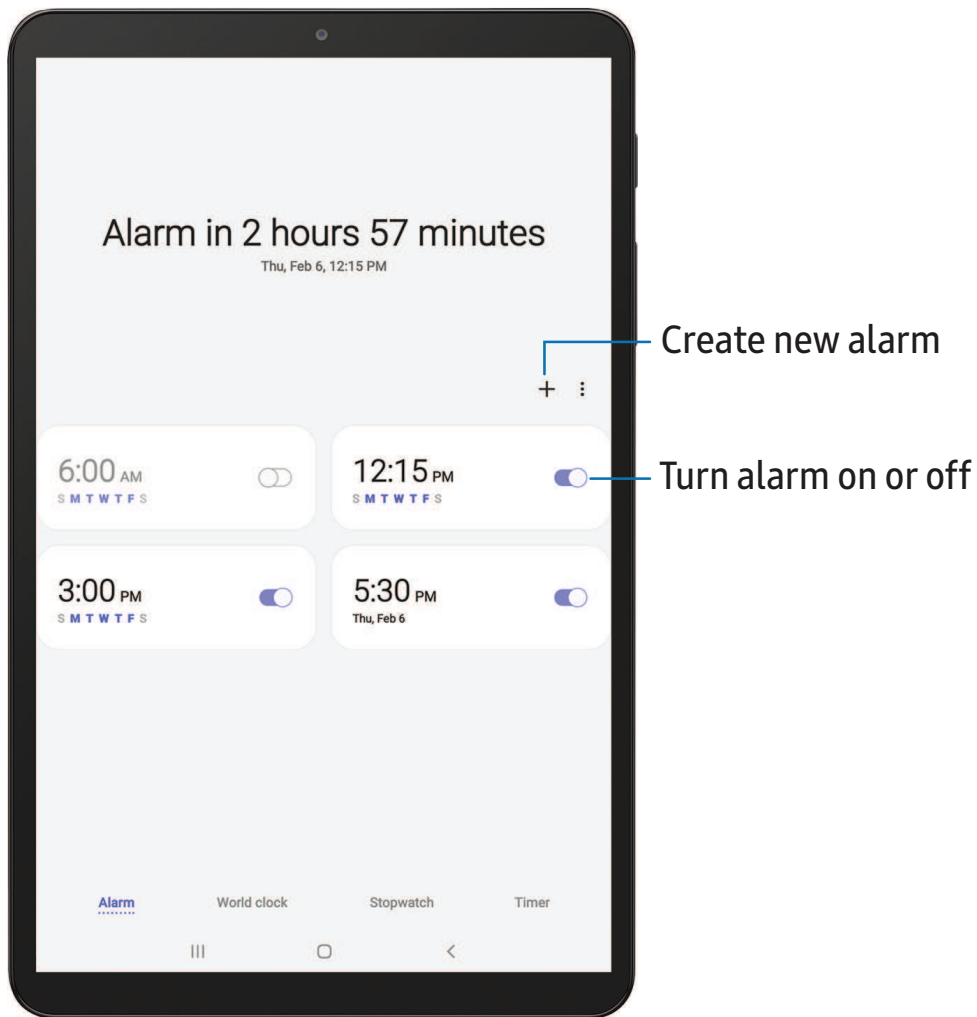 Alarm in 2 hours 57 minutes
Thu, Feb 6, 12:15 PM
Create new alarm
6:00 AM
S M T W T F S
12:15 PM
S M T W T F S
Turn alarm on or off
3:00 PM
S M T W T F S
5:30 PM
Thu, Feb 6
Alarm World clock Stopwatch Timer